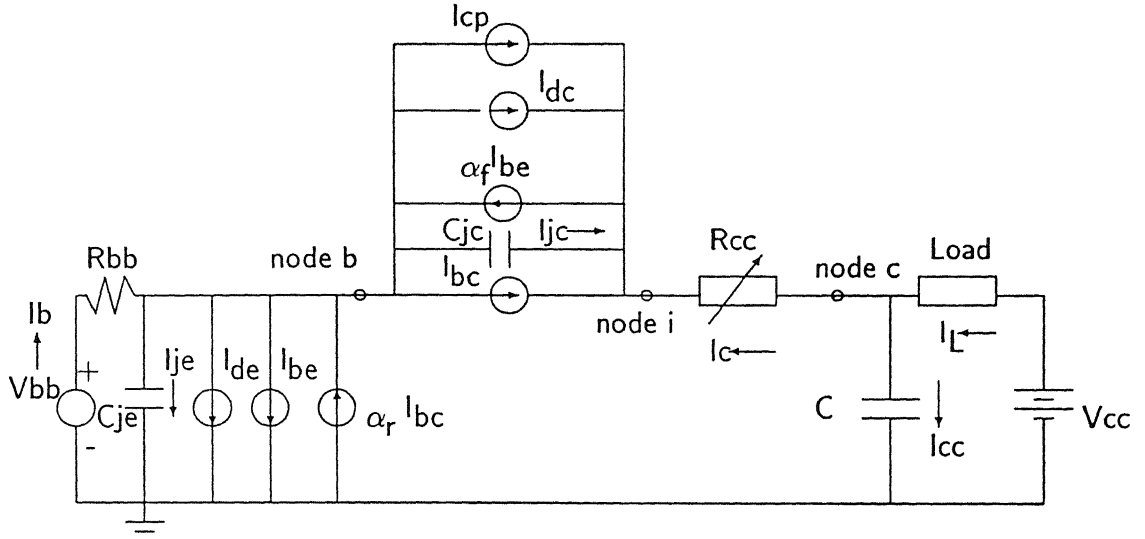 Icp
Idc
αfIbe
Cjc Ijc
Ibc
Rbb
node b
node i
Rcc
node c
Load
Ib
Vbb
+
-
Cje
Ije
Ide
Ibe
αr Ibc
Ic
IL
C
Icc
Vcc